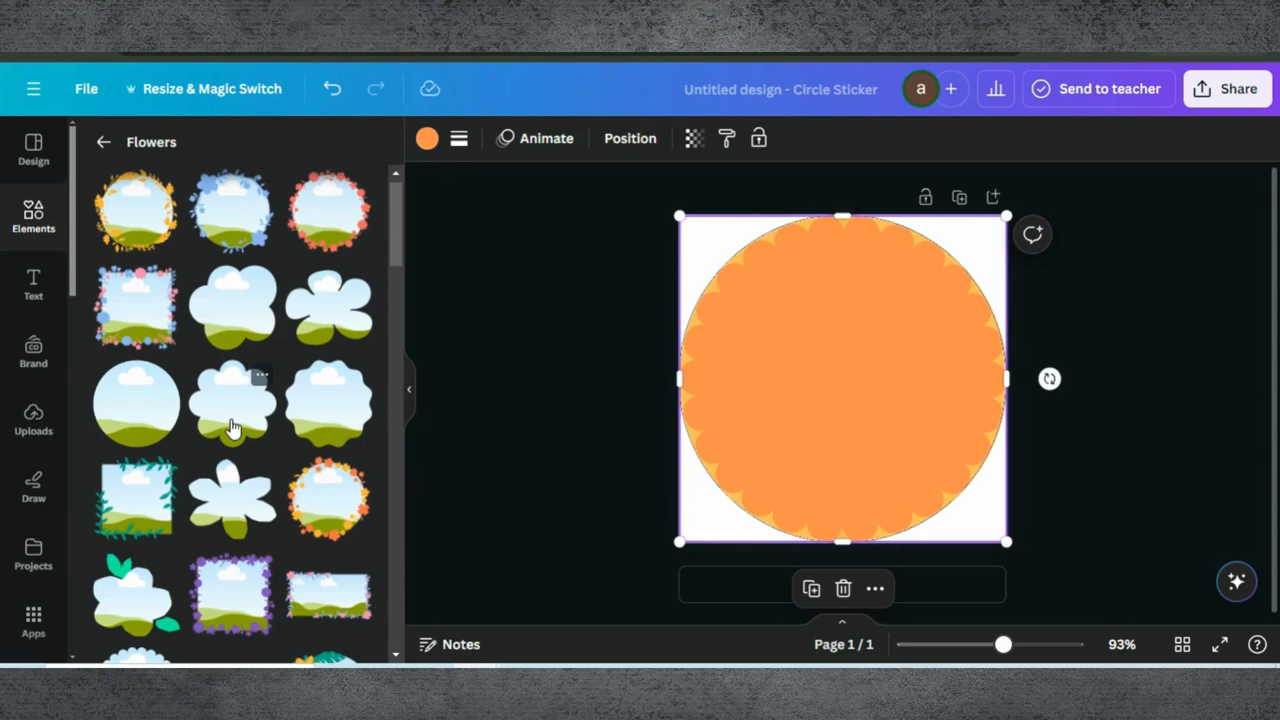 File
Resize & Magic Switch
Untitled design - Circle Sticker
a
Send to teacher
Share
Design
Elements
Text
Brand
Uploads
Draw
Projects
Apps
Flowers
Animate
Position
Notes
Page 1 / 1
93%